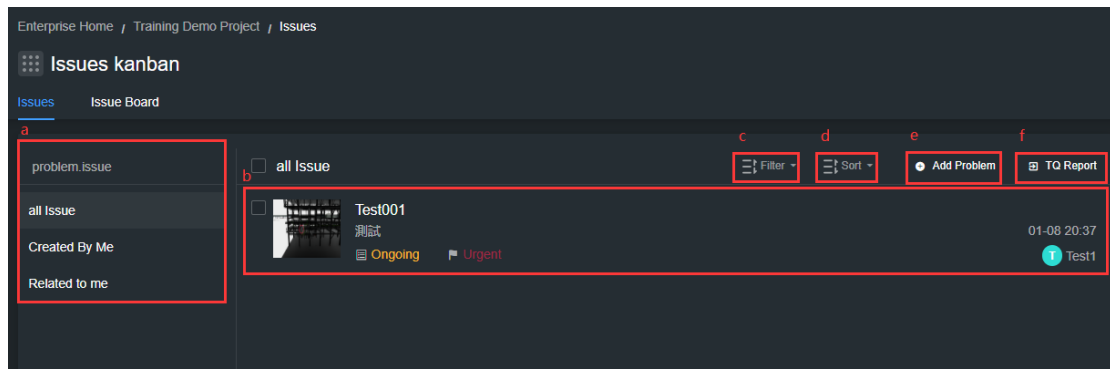 Enterprise Home / Training Demo Project / Issues
Issues kanban
Issues Issue Board
a
problem.issue
all Issue
Created By Me
Related to me
b
all Issue
c
Filter
d
Sort
e
Add Problem
f
TQ Report
Test001
測試
Ongoing Urgent
01-08 20:37
T Test1